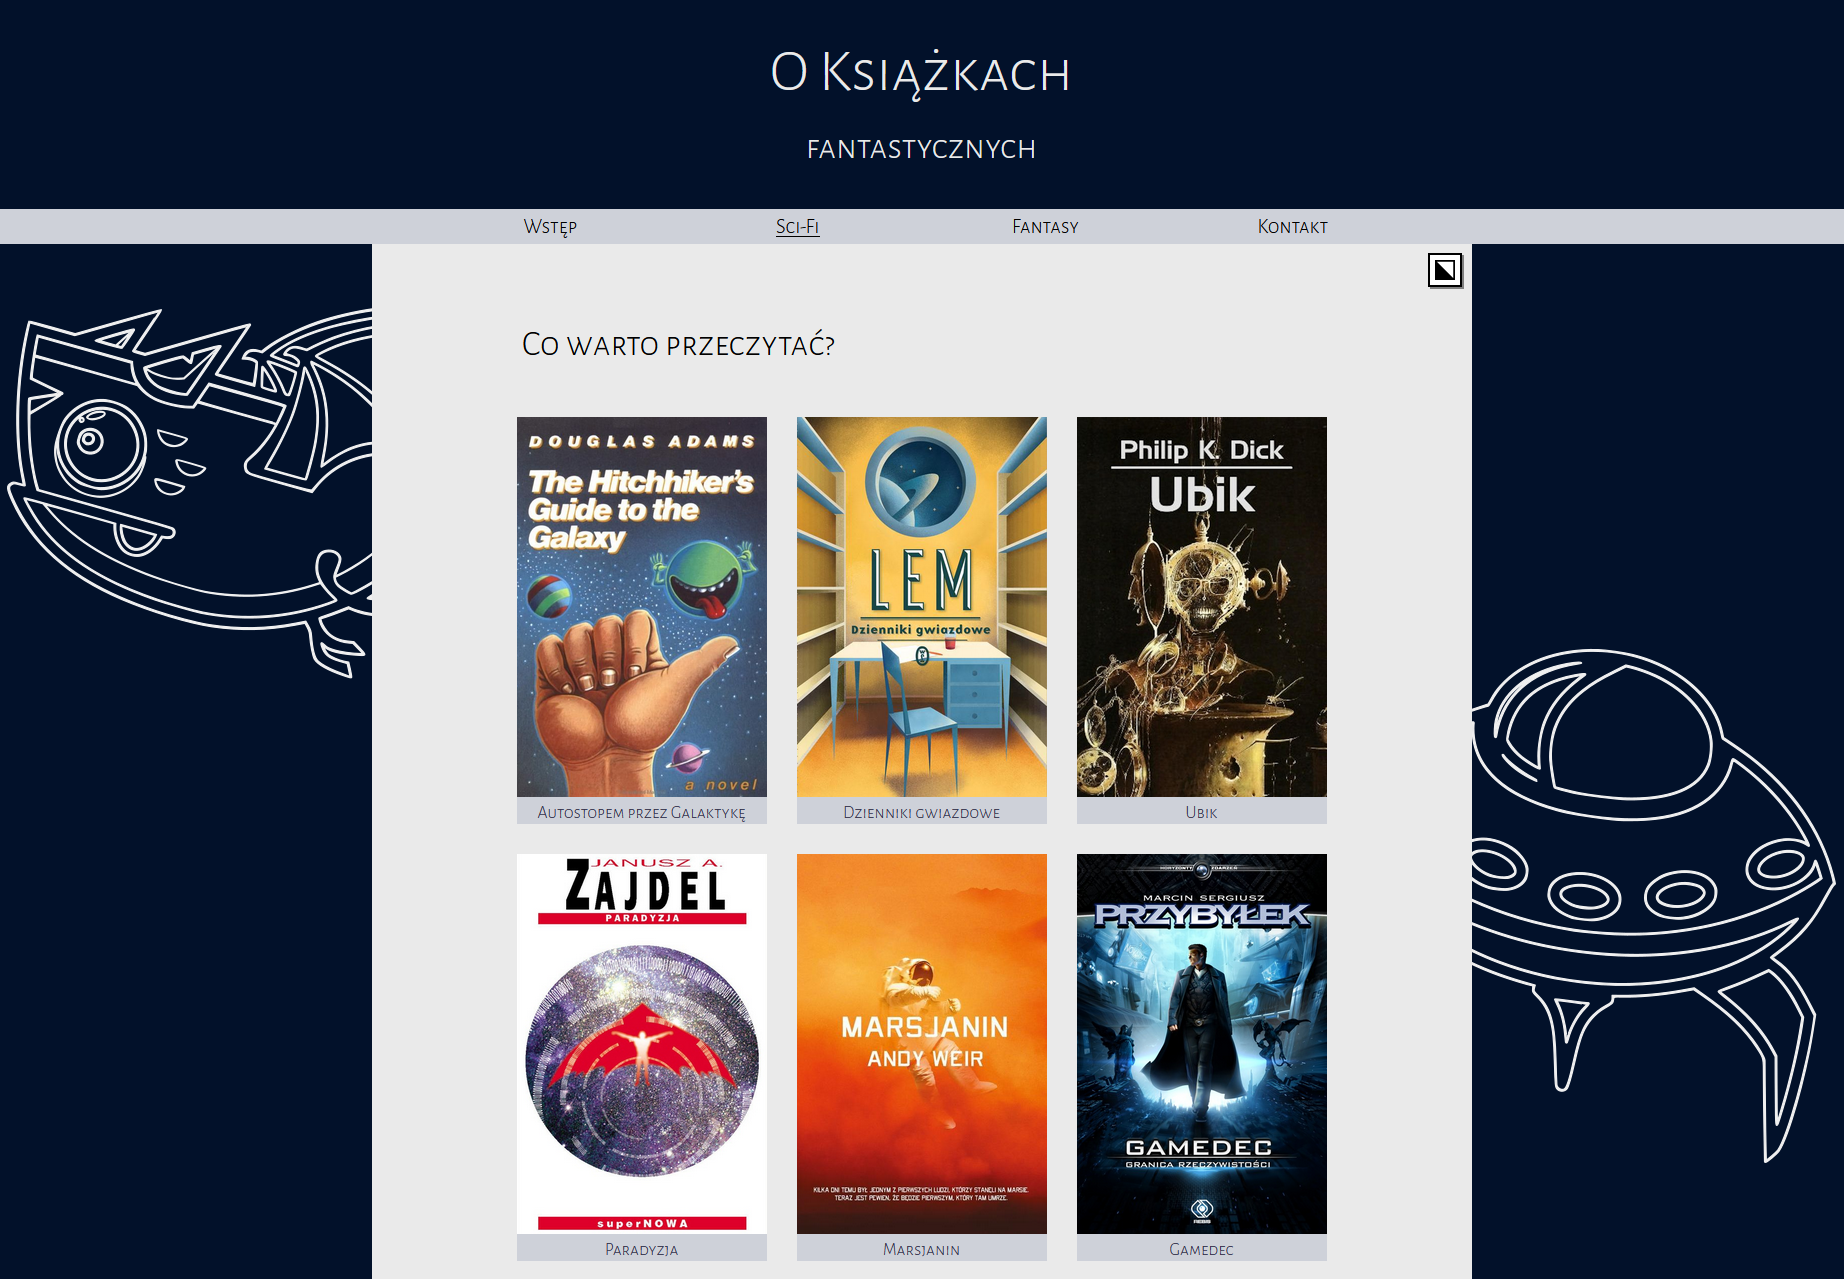 O Książkach
fantastycznych
Wstęp Sci-Fi Fantasy Kontakt
Co warto przeczytać?
DOUGLAS ADAMS
The Hitchhiker's
Guide to the
Galaxy
a novel
LEM
Dzienniki gwiazdowe
Philip K. Dick
Ubik
Autostopem przez Galaktykę
Dzienniki gwiazdowe
Ubik
JANUSZ A.
ZAJDEL
PARADYZJA
superNOWA
MARSJANIN
ANDY WEIR
KILKA DNI TEMU BYŁ JEDNYM Z PIERWSZYCH LUDZI, KTÓRZY STANĘLI NA MARSIE.
TERAZ JEST PEWIEN, ŻE BĘDZIE PIERWSZYM, KTÓRY TAM UMRZE.
HORYZONTY ZDARZEŃ
MARCIN SERGIUSZ
PRZYBYŁEK
GAMEDEC
GRANICA RZECZYWISTOŚCI
REBIS
Paradyzja
Marsjanin
Gamedec